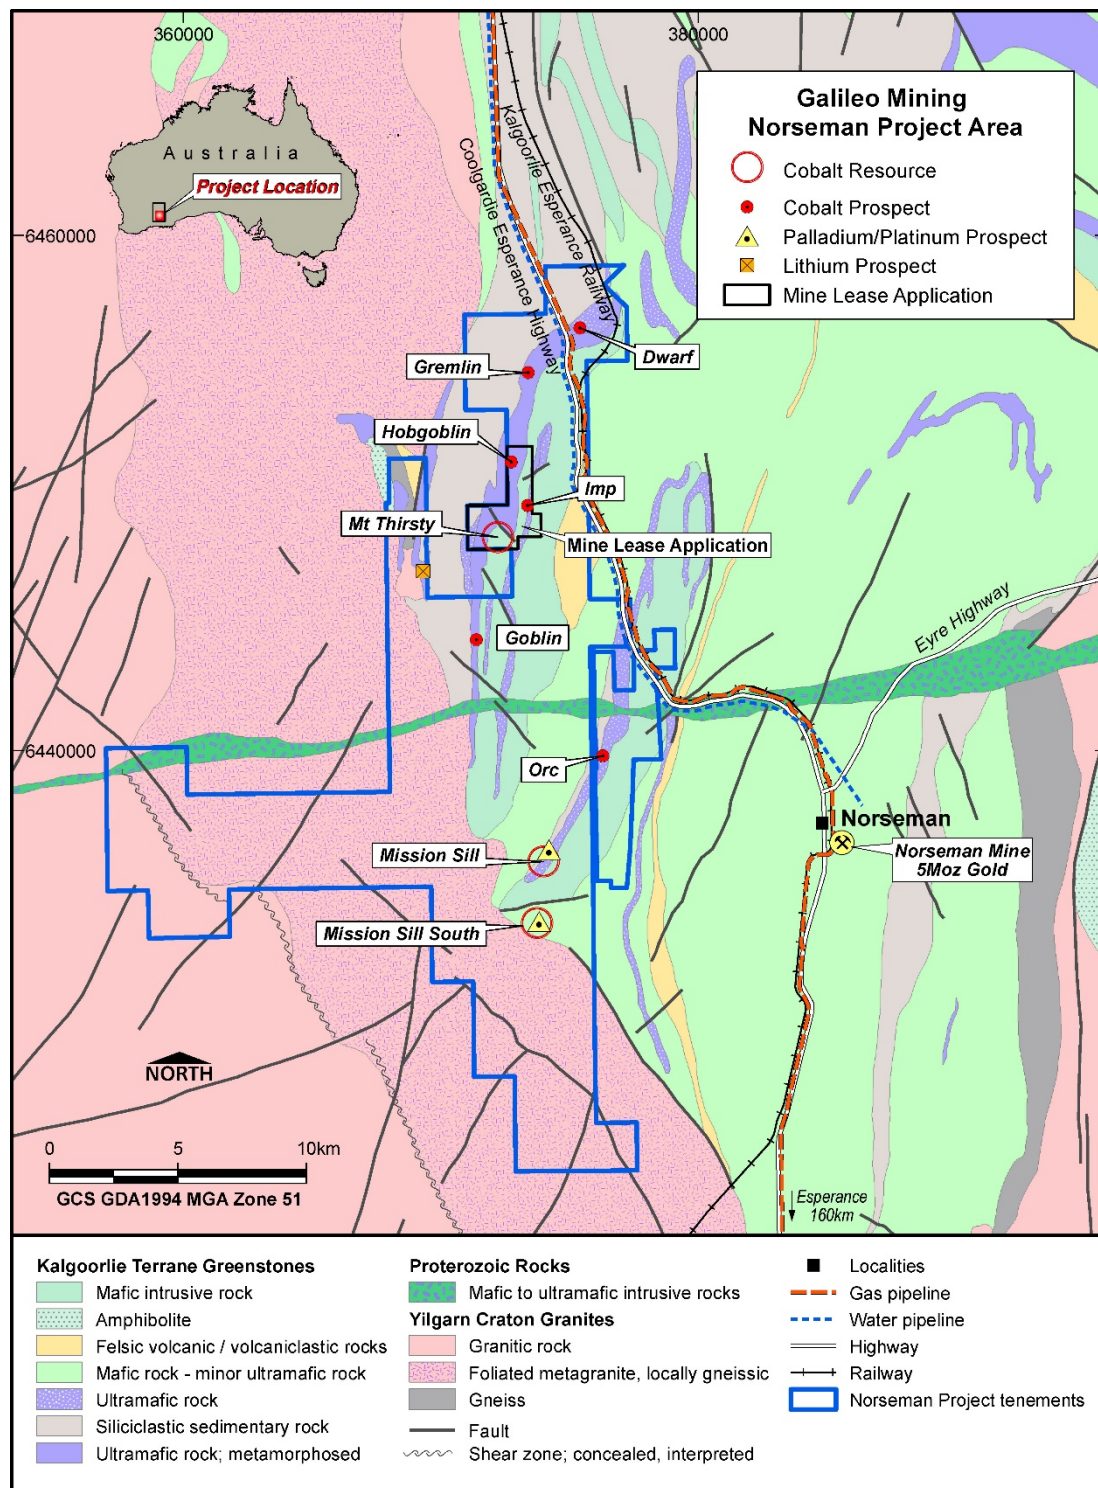 360000
380000
6460000
6440000
Australia
Project Location
Galileo Mining
Norseman Project Area
Cobalt Resource
Cobalt Prospect
Palladium/Platinum Prospect
Lithium Prospect
Mine Lease Application
Kalgoorlie Esperance Railway
Coolgardie Esperance Highway
Dwarf
Gremlin
Hobgoblin
Imp
Mt Thirsty
Mine Lease Application
Goblin
Eyre Highway
Orc
Norseman
Norseman Mine
5Moz Gold
Mission Sill
Mission Sill South
NORTH
0 5 10km
GCS GDA1994 MGA Zone 51
Esperance
160km
Kalgoorlie Terrane Greenstones
Mafic intrusive rock
Amphibolite
Felsic volcanic / volcaniclastic rocks
Mafic rock - minor ultramafic rock
Ultramafic rock
Siliciclastic sedimentary rock
Ultramafic rock; metamorphosed
Proterozoic Rocks
Mafic to ultramafic intrusive rocks
Yilgarn Craton Granites
Granitic rock
Foliated metagranite, locally gneissic
Gneiss
Fault
Shear zone; concealed, interpreted
Localities
Gas pipeline
Water pipeline
Highway
Railway
Norseman Project tenements